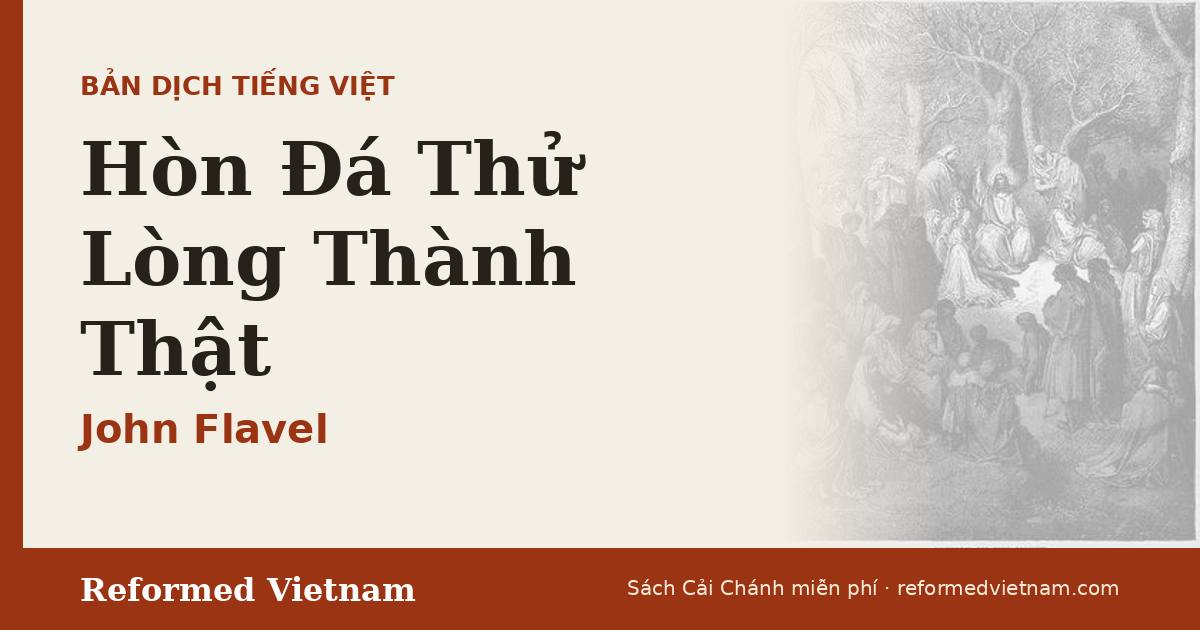 BẢN DỊCH TIẾNG VIỆT
Hòn Đá Thử
Lòng Thành
Thật
John Flavel
Reformed Vietnam
Sách Cải Chánh miễn phí · reformedvietnam.com